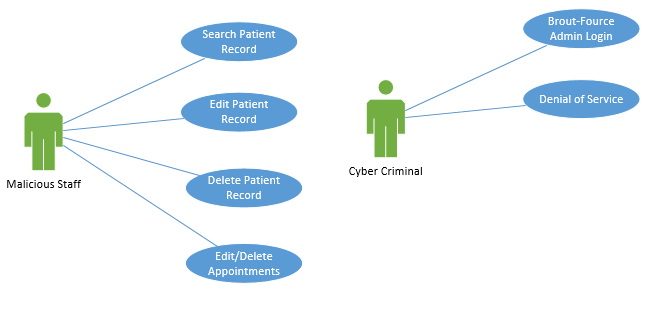 Search Patient
Record
Edit Patient
Record
Delete Patient
Record
Edit/Delete
Appointments
Malicious Staff
Brout-Fource
Admin Login
Denial of Service
Cyber Criminal